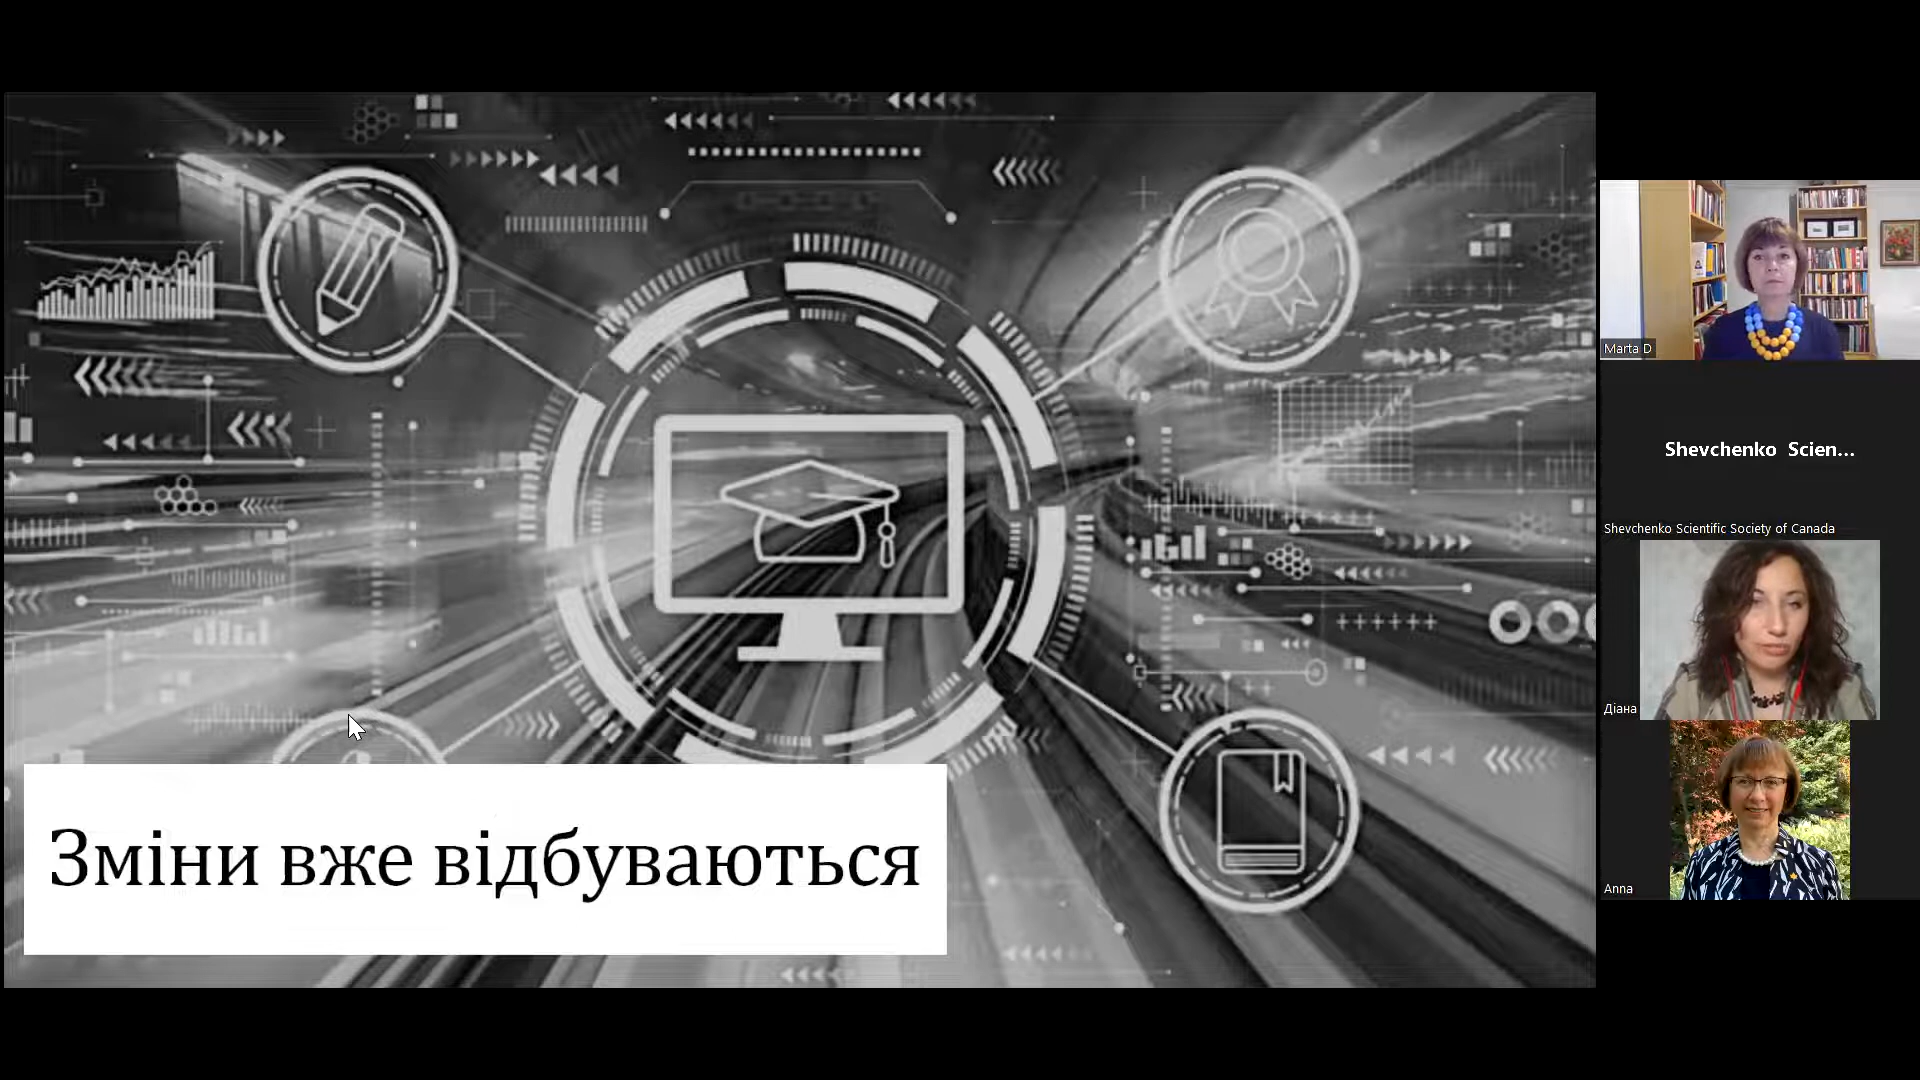 Зміни вже відбуваються
Marta D
Shevchenko Scien...
Shevchenko Scientific Society of Canada
Діана
Anna